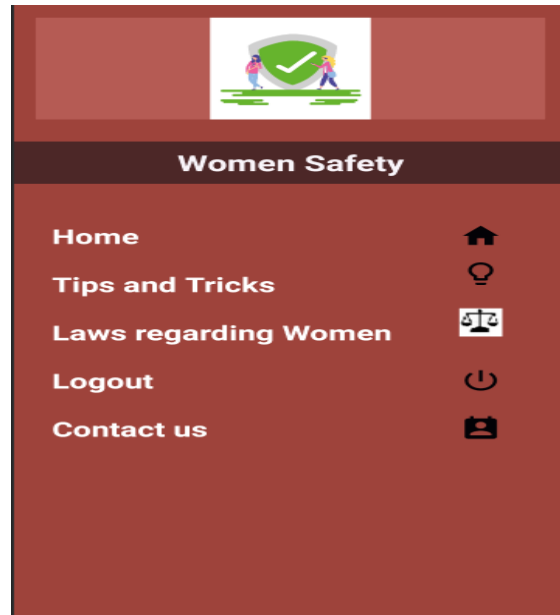 Women Safety
Home
Tips and Tricks
Laws regarding Women
Logout
Contact us